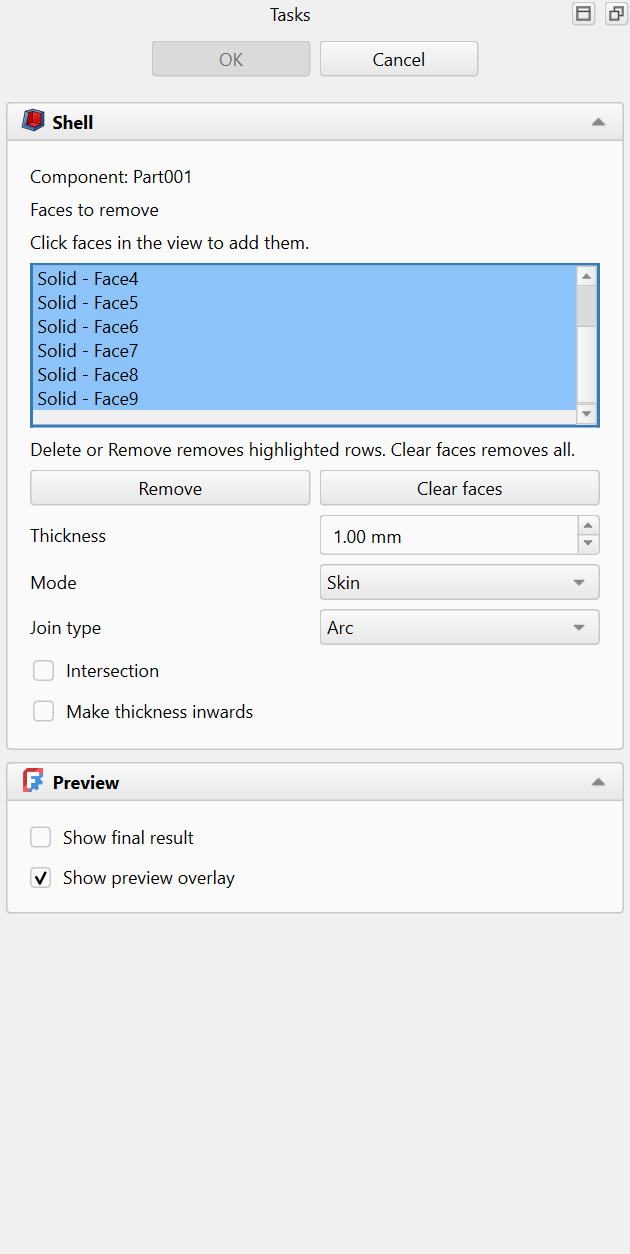 Tasks
OK
Cancel
Shell
Component: Part001
Faces to remove
Click faces in the view to add them.
Solid - Face4
Solid - Face5
Solid - Face6
Solid - Face7
Solid - Face8
Solid - Face9
Delete or Remove removes highlighted rows. Clear faces removes all.
Remove
Clear faces
Thickness
1.00 mm
Mode
Skin
Join type
Arc
Intersection
Make thickness inwards
Preview
Show final result
Show preview overlay